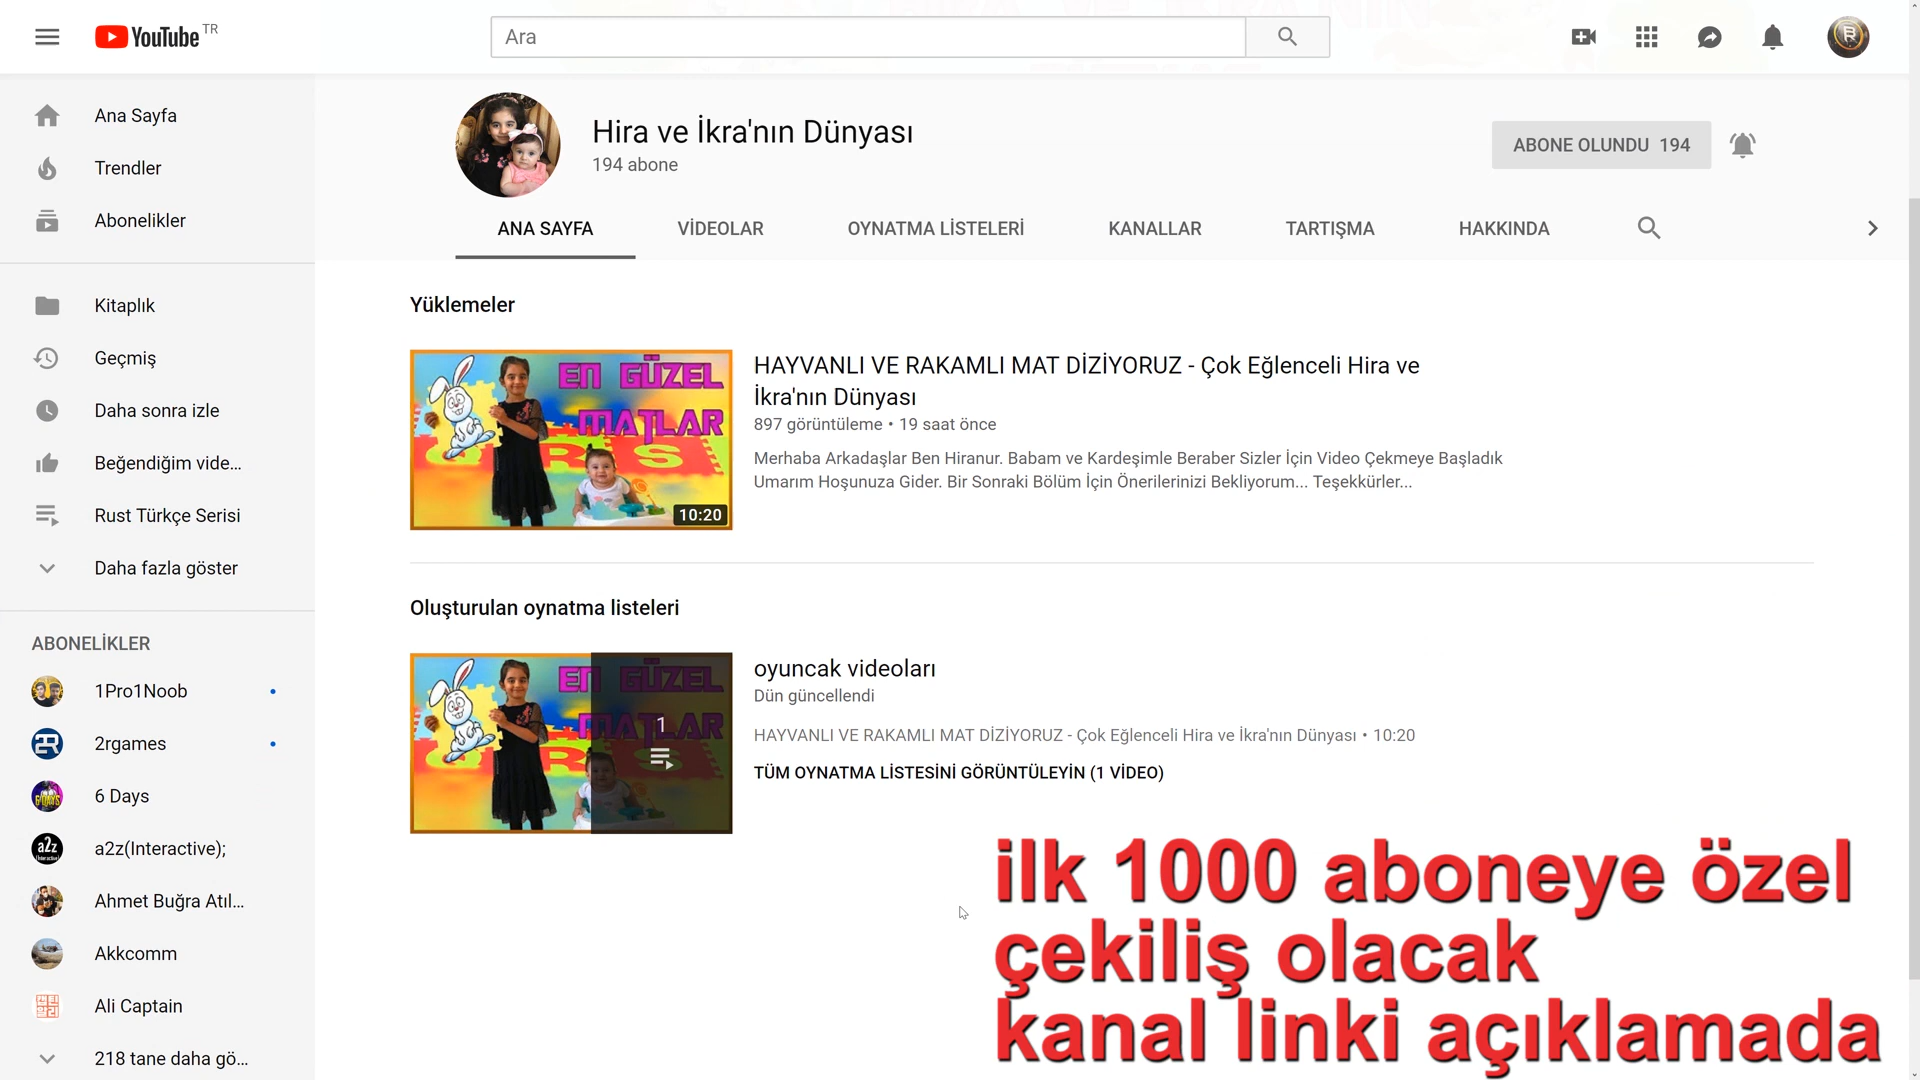 YouTube TR
Ara
Ana Sayfa
Trendler
Abonelikler
Kitaplık
Geçmiş
Daha sonra izle
Beğendiğim vide...
Rust Türkçe Serisi
Daha fazla göster
ABONELİKLER
1Pro1Noob
2rgames
6 Days
a2z(Interactive);
Ahmet Buğra Atıl...
Akkcomm
Ali Captain
218 tane daha gö...
Hira ve İkra'nın Dünyası
194 abone
ABONE OLUNDU 194
ANA SAYFA
VİDEOLAR
OYNATMA LİSTELERİ
KANALLAR
TARTIŞMA
HAKKINDA
Yüklemeler
EN GÜZEL
MATLAR
10:20
HAYVANLI VE RAKAMLI MAT DİZİYORUZ - Çok Eğlenceli Hira ve
İkra'nın Dünyası
897 görüntüleme • 19 saat önce
Merhaba Arkadaşlar Ben Hiranur. Babam ve Kardeşimle Beraber Sizler İçin Video Çekmeye Başladık
Umarım Hoşunuza Gider. Bir Sonraki Bölüm İçin Önerilerinizi Bekliyorum... Teşekkürler...
Oluşturulan oynatma listeleri
EN GÜZEL
MATLAR
1
oyuncak videoları
Dün güncellendi
HAYVANLI VE RAKAMLI MAT DİZİYORUZ - Çok Eğlenceli Hira ve İkra'nın Dünyası • 10:20
TÜM OYNATMA LİSTESİNİ GÖRÜNTÜLEYİN (1 VİDEO)
ilk 1000 aboneye özel
çekiliş olacak
kanal linki açıklamada